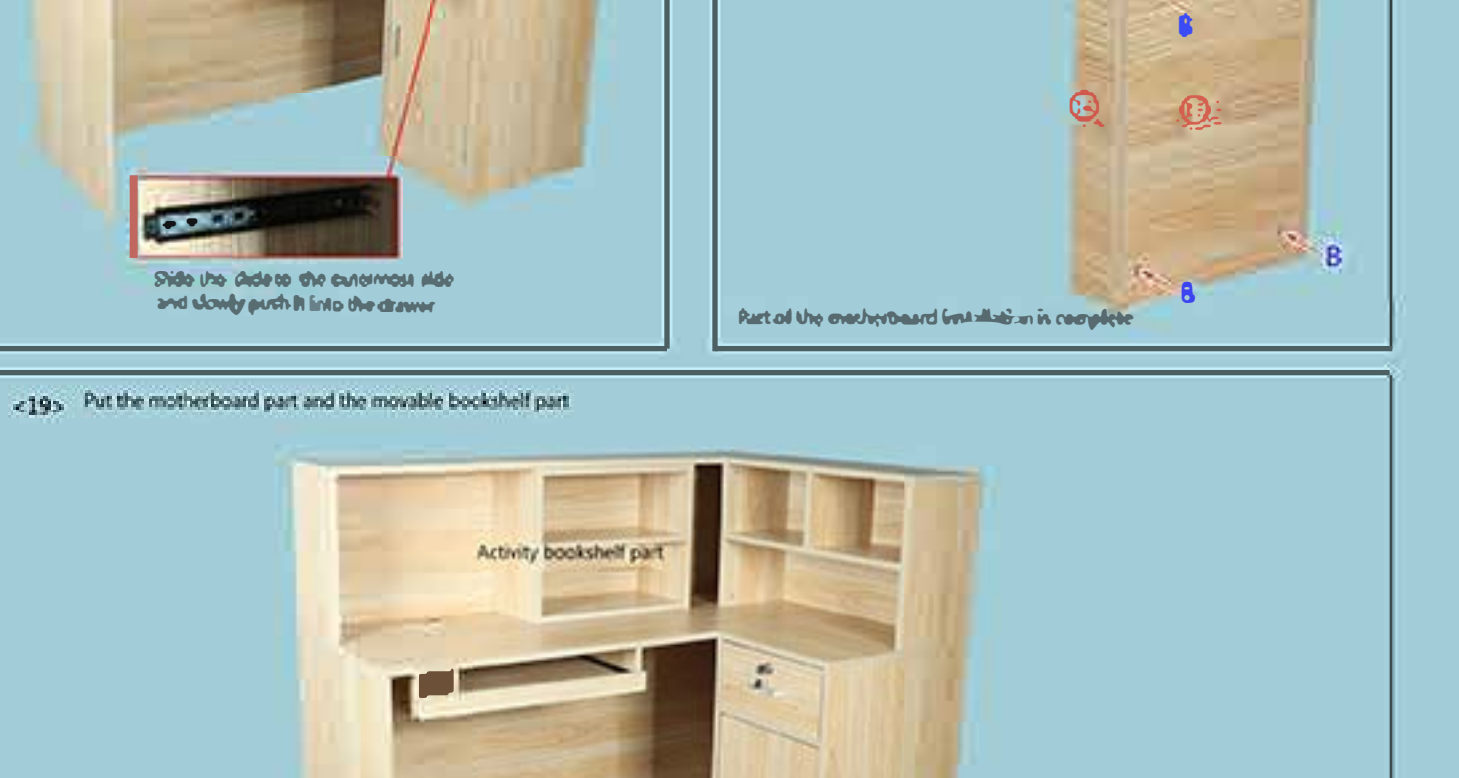 B
Slide the slide to the outermost side
and slowly push it into the drawer
B
B
Part of the motherboard installation is complete
<19> Put the motherboard part and the movable bookshelf part
Activity bookshelf part